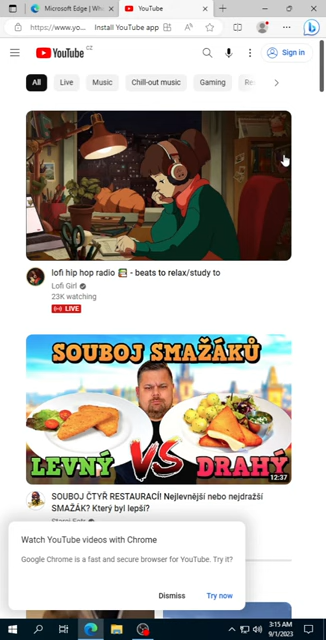 Microsoft Edge | Wh
YouTube
https://www.yo...
Install YouTube app
YouTube CZ
Sign in
All
Live
Music
Chill-out music
Gaming
lofi hip hop radio 📚 - beats to relax/study to
Lofi Girl
23K watching
LIVE
SOUBOJ SMAŽÁKŮ
LEVNÝ VS DRAHÝ
12:37
SOUBOJ ČTYŘ RESTAURACÍ! Nejlevnější nebo nejdražší
SMAŽÁK? Který byl lepší?
Watch YouTube videos with Chrome
Google Chrome is a fast and secure browser for YouTube. Try it?
Dismiss
Try now
3:15 AM
9/1/2023